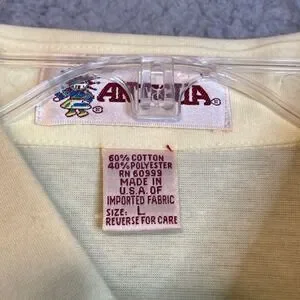 60% COTTON
40% POLYESTER
RN 60999
MADE IN
U.S.A. OF
IMPORTED FABRIC
SIZE: L
REVERSE FOR CARE